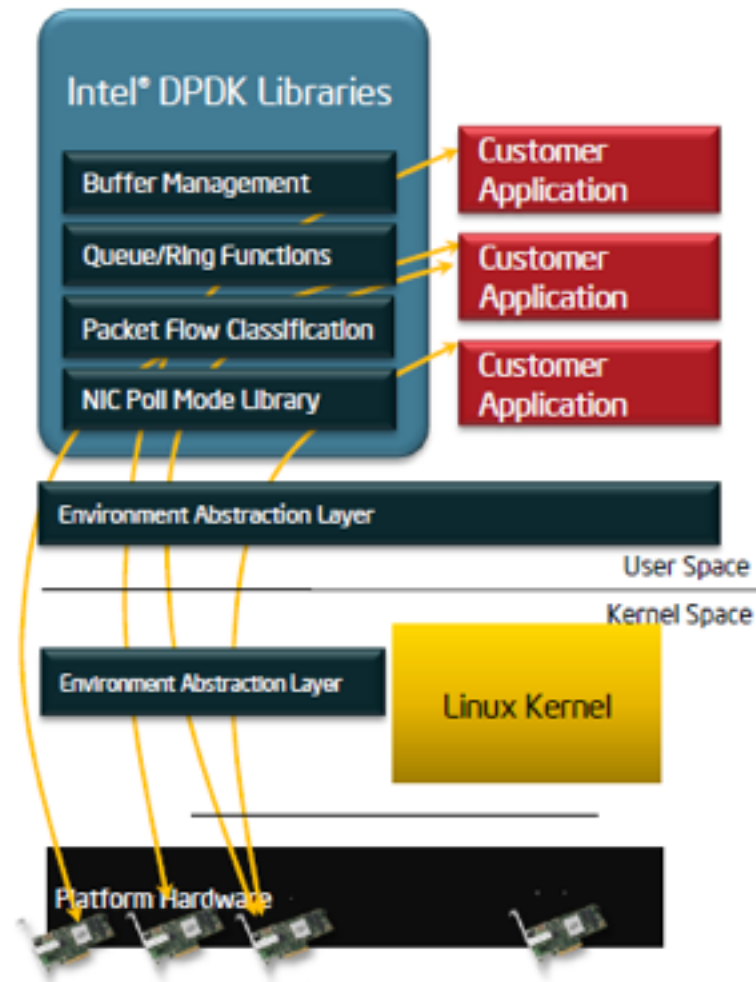 Intel® DPDK Libraries
Buffer Management
Queue/Ring Functions
Packet Flow Classification
NIC Poll Mode Library
Customer
Application
Customer
Application
Customer
Application
Environment Abstraction Layer
User Space
Kernel Space
Environment Abstraction Layer
Linux Kernel
Platform Hardware